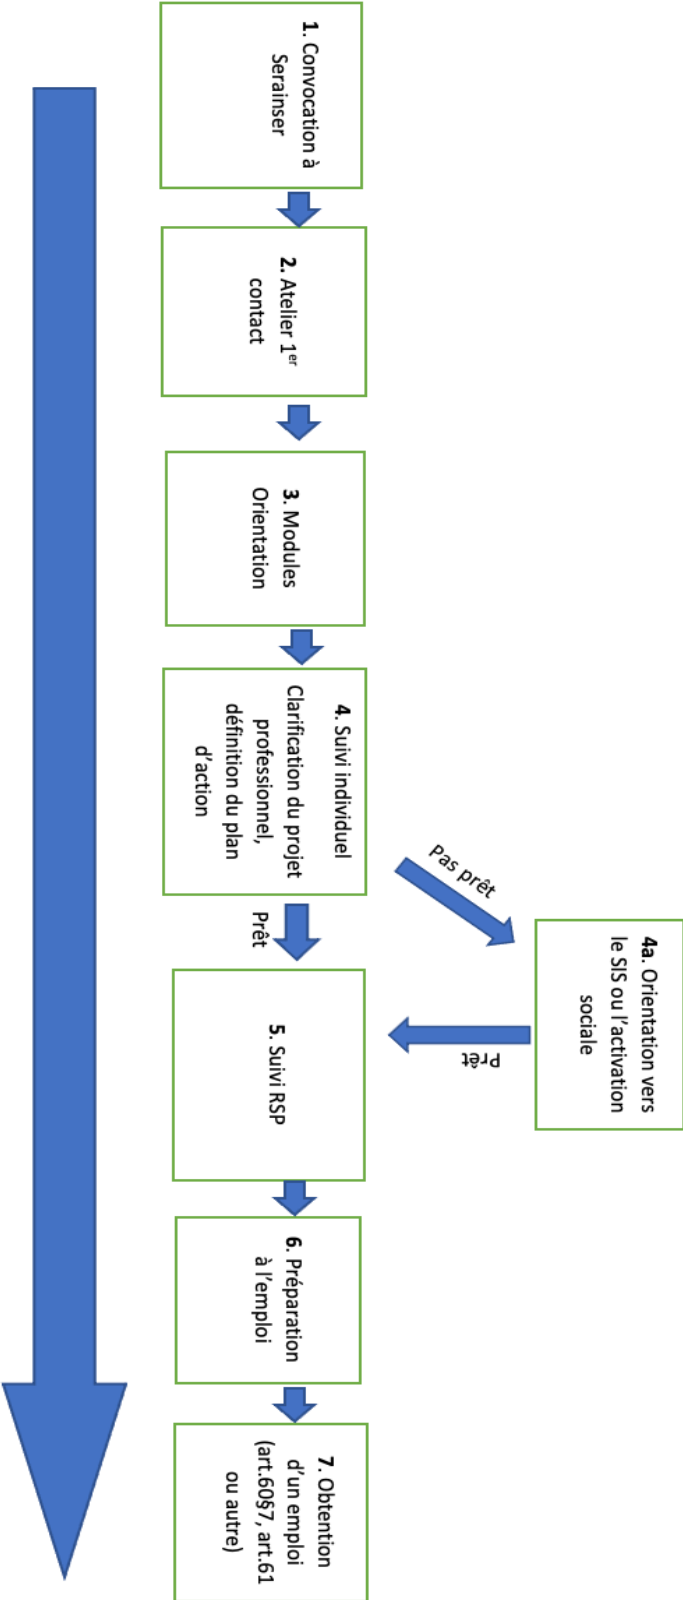 1. Convocation à
Serainser
2. Atelier 1er
contact
3. Modules
Orientation
4. Suivi individuel
Clarification du projet
professionnel,
définition du plan
d'action
Pas prêt
4a. Orientation vers
le SIS ou l'activation
sociale
Prêt
Prêt
5. Suivi RSP
6. Préparation
à l'emploi
7. Obtention
d'un emploi
(art.60§7, art.61
ou autre)